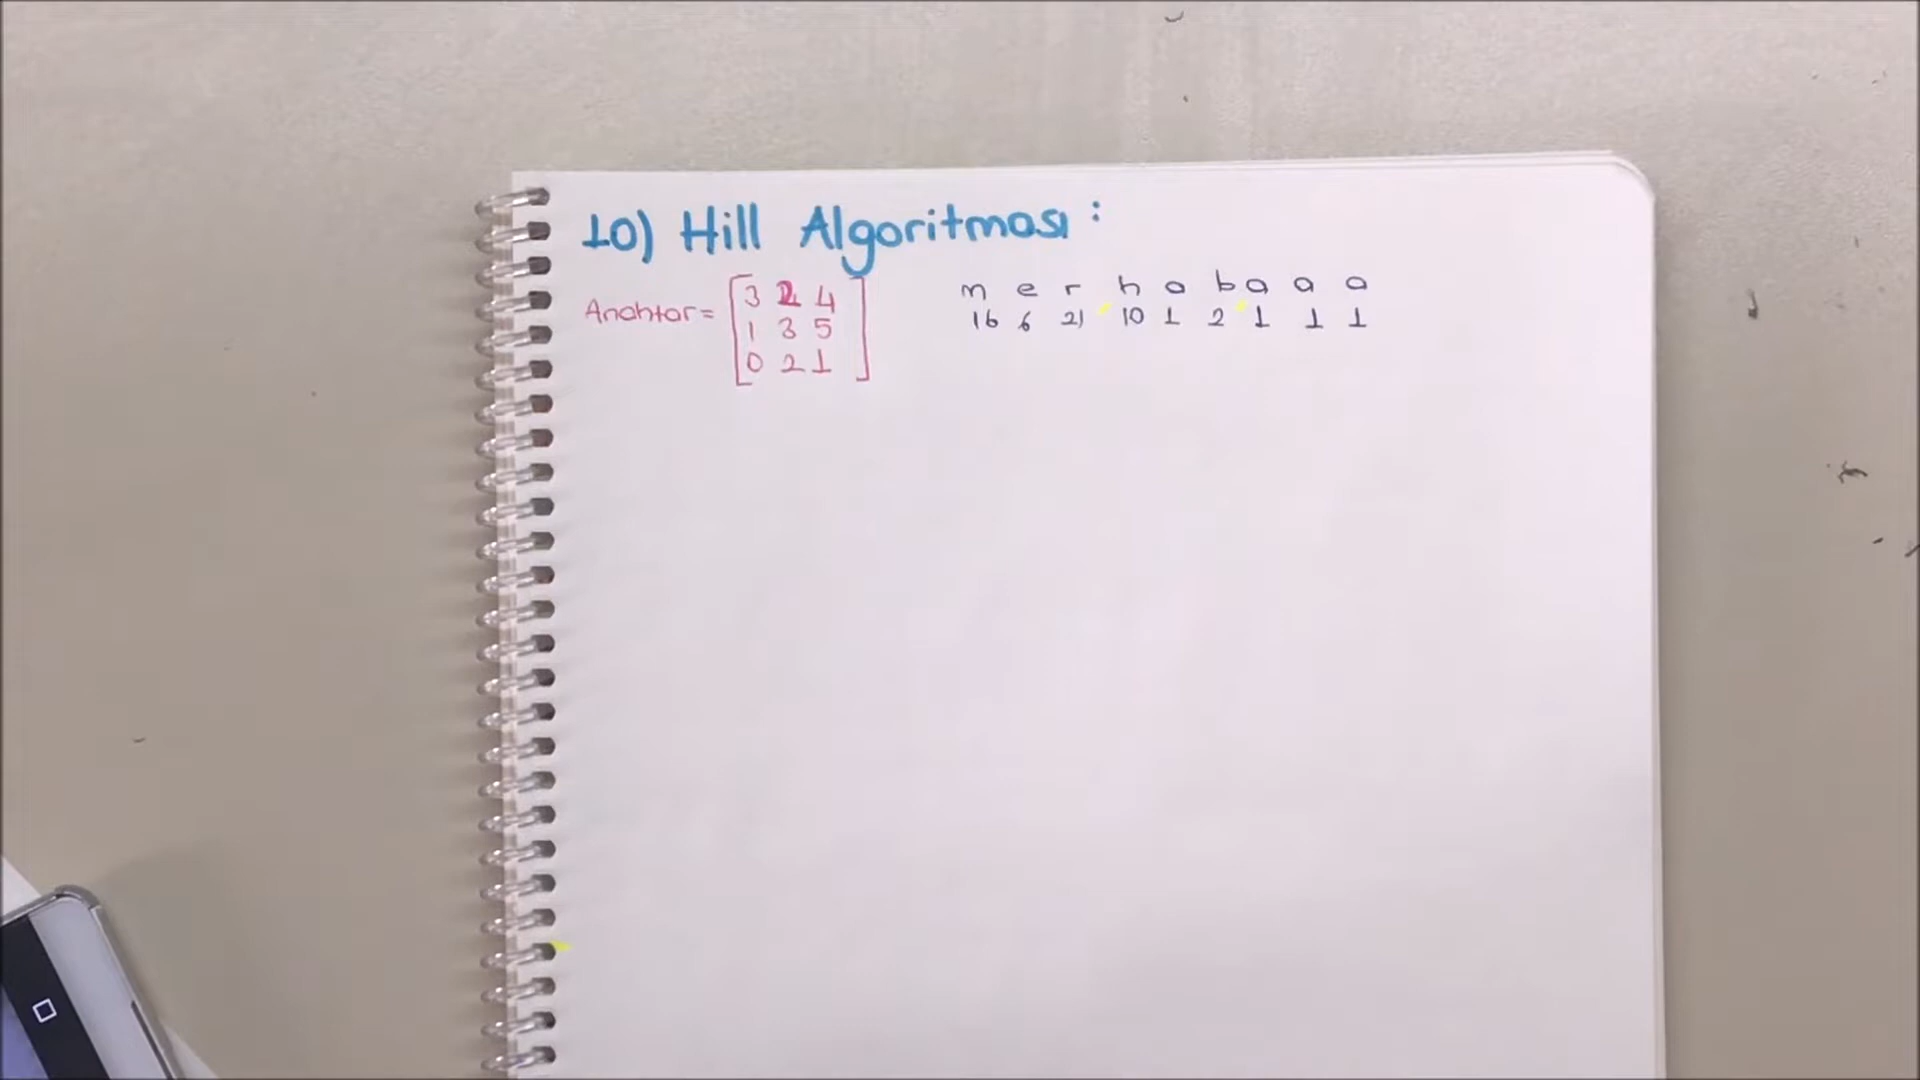 10) Hill Algoritması :
Anahtar = [3 2 4
1 3 5
0 2 1]
m e r h a b a a a
16 6 21 10 1 2 1 1 1